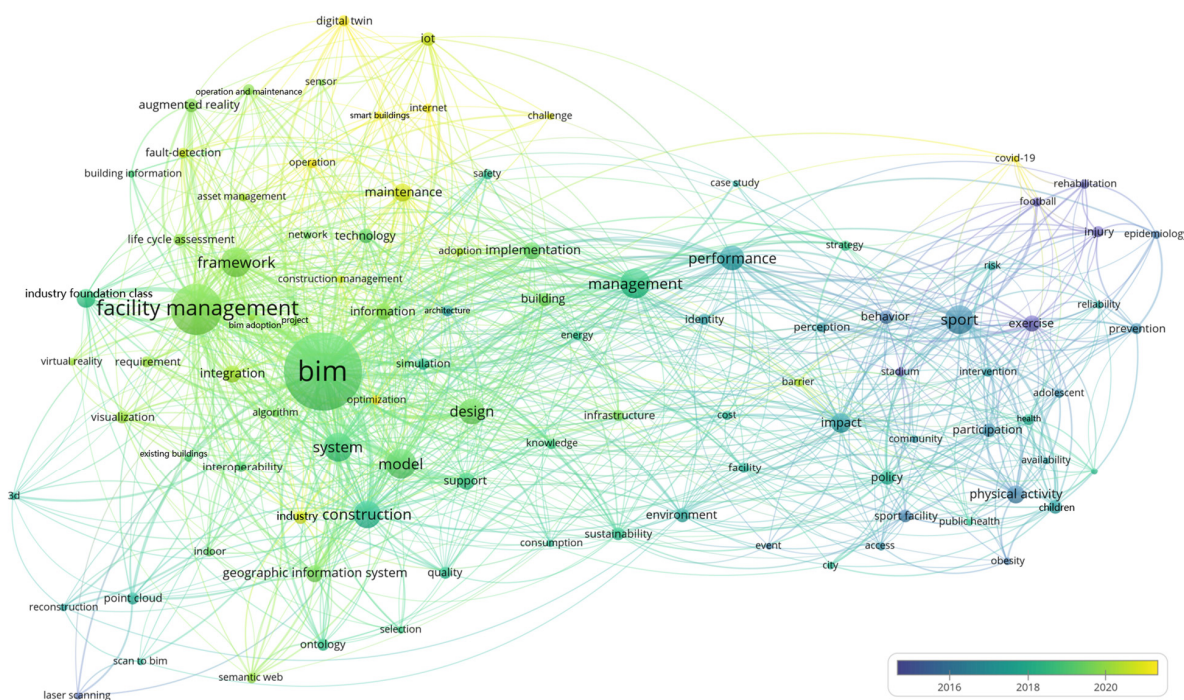 digital twin
iot
sensor
operation and maintenance
augmented reality
smart buildings
internet
challenge
fault-detection
operation
building information
safety
covid-19
case study
rehabilitation
asset management
maintenance
football
life cycle assessment
network
technology
adoption
implementation
performance
strategy
injury
epidemiology
framework
construction management
management
risk
industry foundation class
facility management
building
information
architecture
bim adoption
project
identity
perception
behavior
sport
exercise
reliability
prevention
energy
virtual reality
requirement
integration
bim
simulation
stadium
intervention
barrier
optimization
adolescent
visualization
algorithm
design
infrastructure
cost
impact
health
participation
community
system
knowledge
existing buildings
interoperability
model
support
facility
policy
availability
3d
physical activity
children
industry
construction
environment
sport facility
public health
sustainability
consumption
event
access
indoor
geographic information system
quality
city
obesity
reconstruction
point cloud
selection
ontology
scan to bim
semantic web
laser scanning
2016
2018
2020